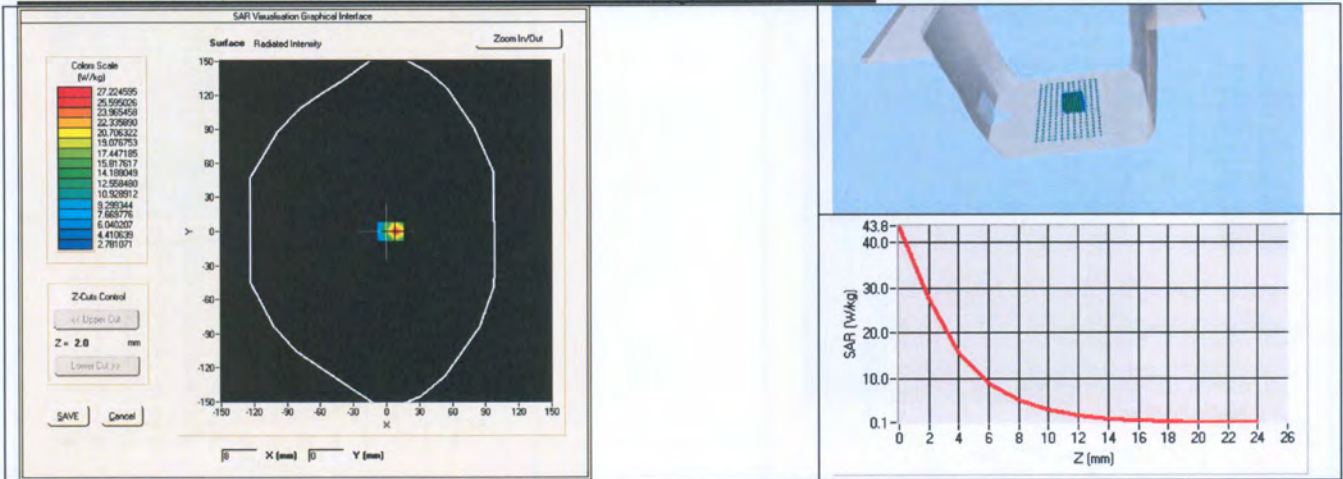 SAR Visualisation Graphical Interface
Surface Radiated Intensity
Zoom In/Out
Colors Scale
(W/kg)
27.224595
25.595026
23.965458
22.335890
20.706322
19.076753
17.447185
15.817617
14.188049
12.558480
10.928912
9.299344
7.669776
6.040207
4.410639
2.781071
Z-Cuts Control
<< Upper Cut
Z = 2.0 mm
Lower Cut >>
SAVE Cancel
150
120
90
60
30
0
-30
-60
-90
-120
-150
Y
-150 -120 -90 -60 -30 0 30 60 90 120 150
X
8 X (mm) 0 Y (mm)
43.8
40.0
30.0
20.0
10.0
0.1
SAR (W/kg)
0 2 4 6 8 10 12 14 16 18 20 22 24 26
Z (mm)